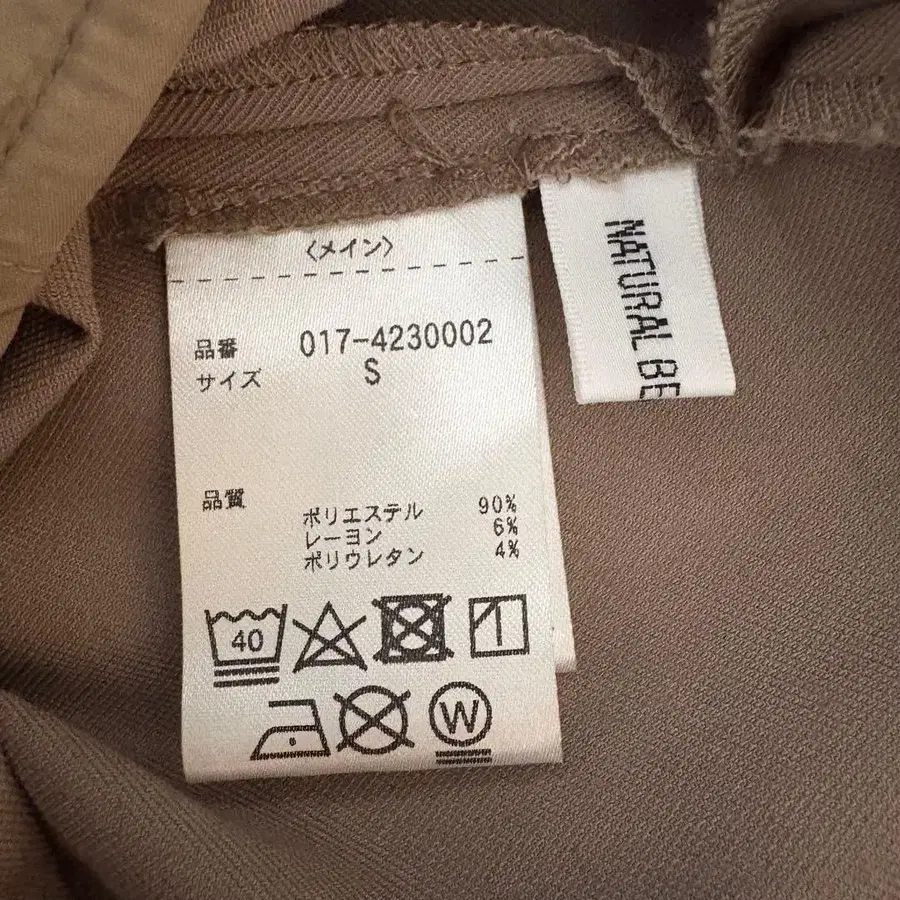 〈メイン〉
品番 017-4230002
サイズ S
品質
ポリエステル 90%
レーヨン 6%
ポリウレタン 4%
40
W
NATURAL BE